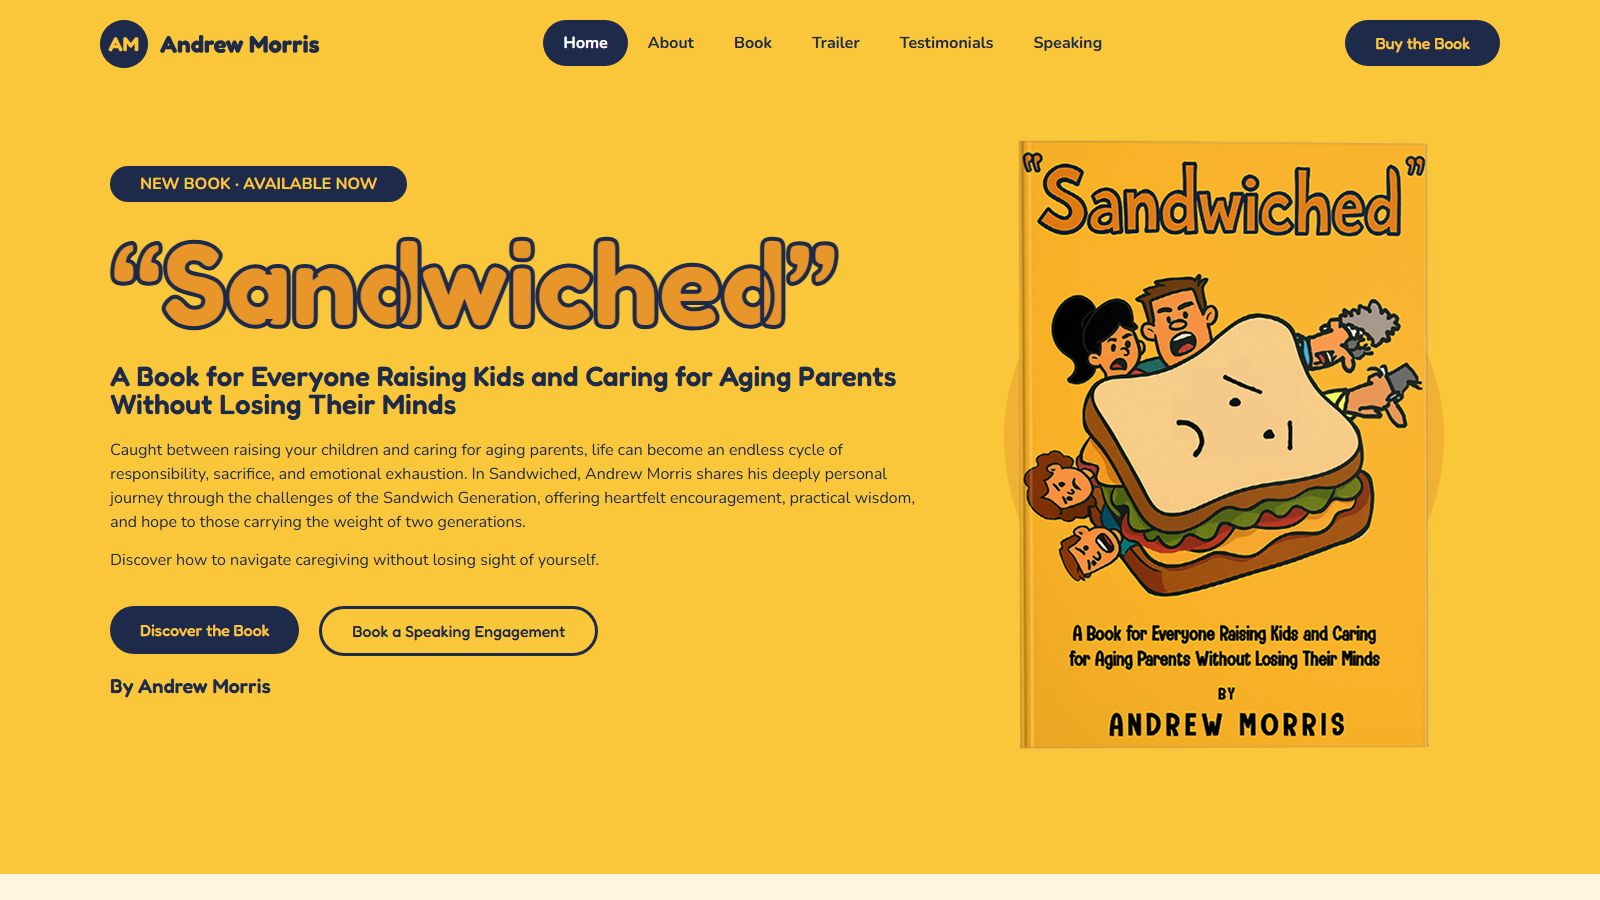 AM Andrew Morris
Home About Book Trailer Testimonials Speaking
Buy the Book
NEW BOOK · AVAILABLE NOW
“Sandwiched”
A Book for Everyone Raising Kids and Caring for Aging Parents
Without Losing Their Minds
Caught between raising your children and caring for aging parents, life can become an endless cycle of
responsibility, sacrifice, and emotional exhaustion. In Sandwiched, Andrew Morris shares his deeply personal
journey through the challenges of the Sandwich Generation, offering heartfelt encouragement, practical wisdom,
and hope to those carrying the weight of two generations.
Discover how to navigate caregiving without losing sight of yourself.
Discover the Book
Book a Speaking Engagement
By Andrew Morris
"Sandwiched"
A Book for Everyone Raising Kids and Caring
for Aging Parents Without Losing Their Minds
BY
ANDREW MORRIS